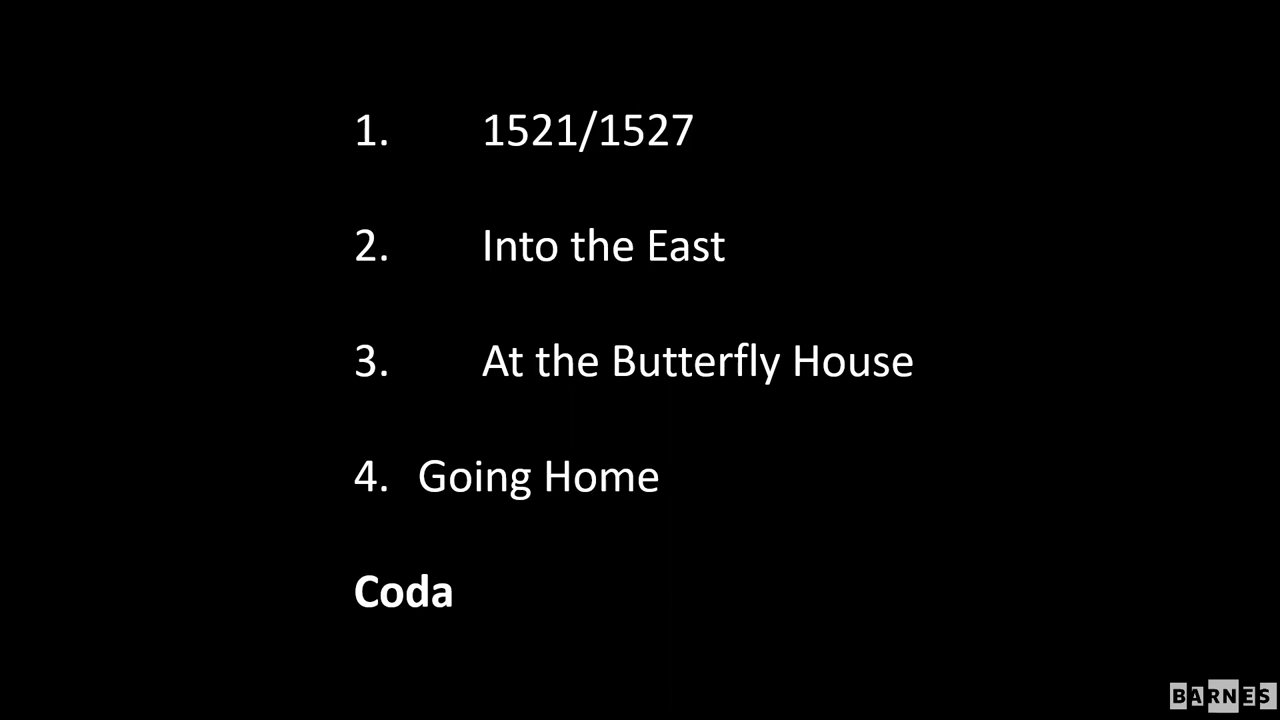 1. 1521/1527
2. Into the East
3. At the Butterfly House
4. Going Home
Coda
BARNES